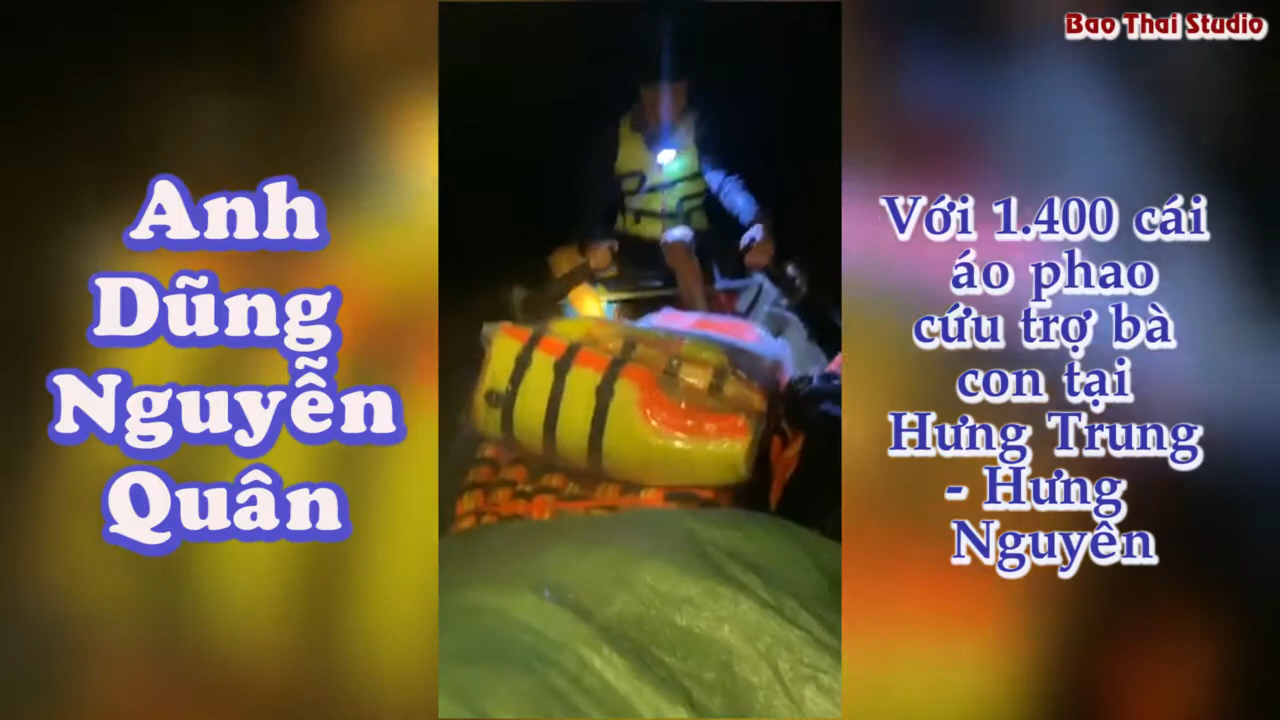 Bao Thai Studio
Anh
Dũng
Nguyễn
Quân
Với 1.400 cái
áo phao
cứu trợ bà
con tại
Hưng Trung
- Hưng
Nguyên